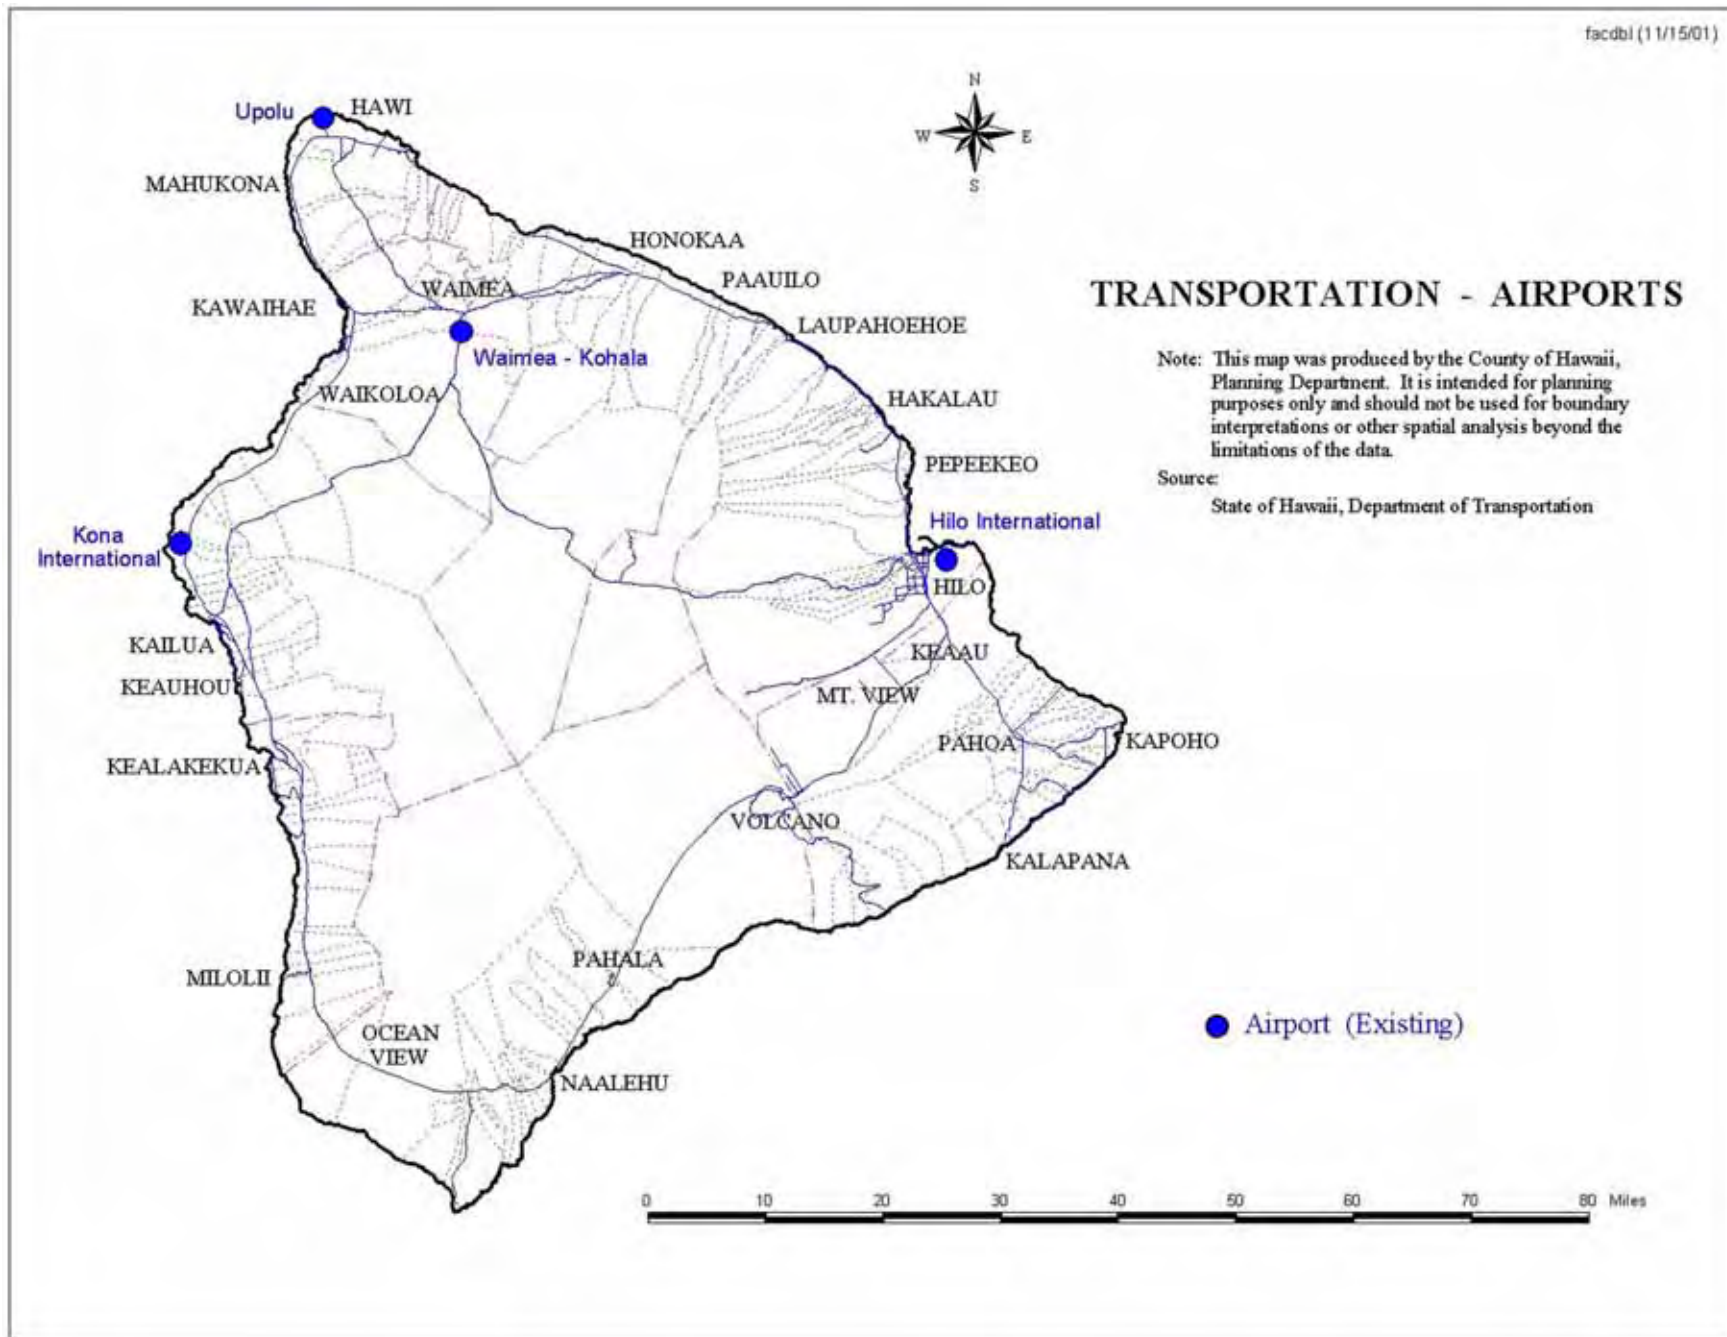 facdbl (11/15/01)
N
W E
S
Upolu
HAWI
MAHUKONA
HONOKAA
PAAUILO
WAIMEA
KAWAIHAE
LAUPAHOEHOE
Waimea - Kohala
WAIKOLOA
HAKALAU
PEPEEKEO
Hilo International
Kona
International
HILO
KAILUA
KEAAU
KEAUHOU
MT. VIEW
PAHOA
KAPOHO
KEALAKEKUA
VOLCANO
KALAPANA
PAHALA
MILOLII
OCEAN
VIEW
NAALEHU
TRANSPORTATION - AIRPORTS
Note: This map was produced by the County of Hawaii,
Planning Department. It is intended for planning
purposes only and should not be used for boundary
interpretations or other spatial analysis beyond the
limitations of the data.
Source:
State of Hawaii, Department of Transportation
Airport (Existing)
0 10 20 30 40 50 60 70 80 Miles